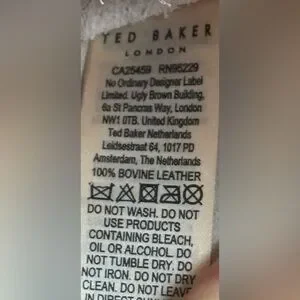 TED BAKER
LONDON
CA25459 RN95229
No Ordinary Designer Label
Limited. Ugly Brown Building,
6a St Pancras Way, London
NW1 0TB. United Kingdom
Ted Baker Netherlands
Leidsestraat 64, 1017 PD
Amsterdam, The Netherlands
100% BOVINE LEATHER
DO NOT WASH. DO NOT
USE PRODUCTS
CONTAINING BLEACH,
OIL OR ALCOHOL. DO
NOT TUMBLE DRY. DO
NOT IRON. DO NOT DRY
CLEAN. DO NOT LEAVE
IN DIRECT